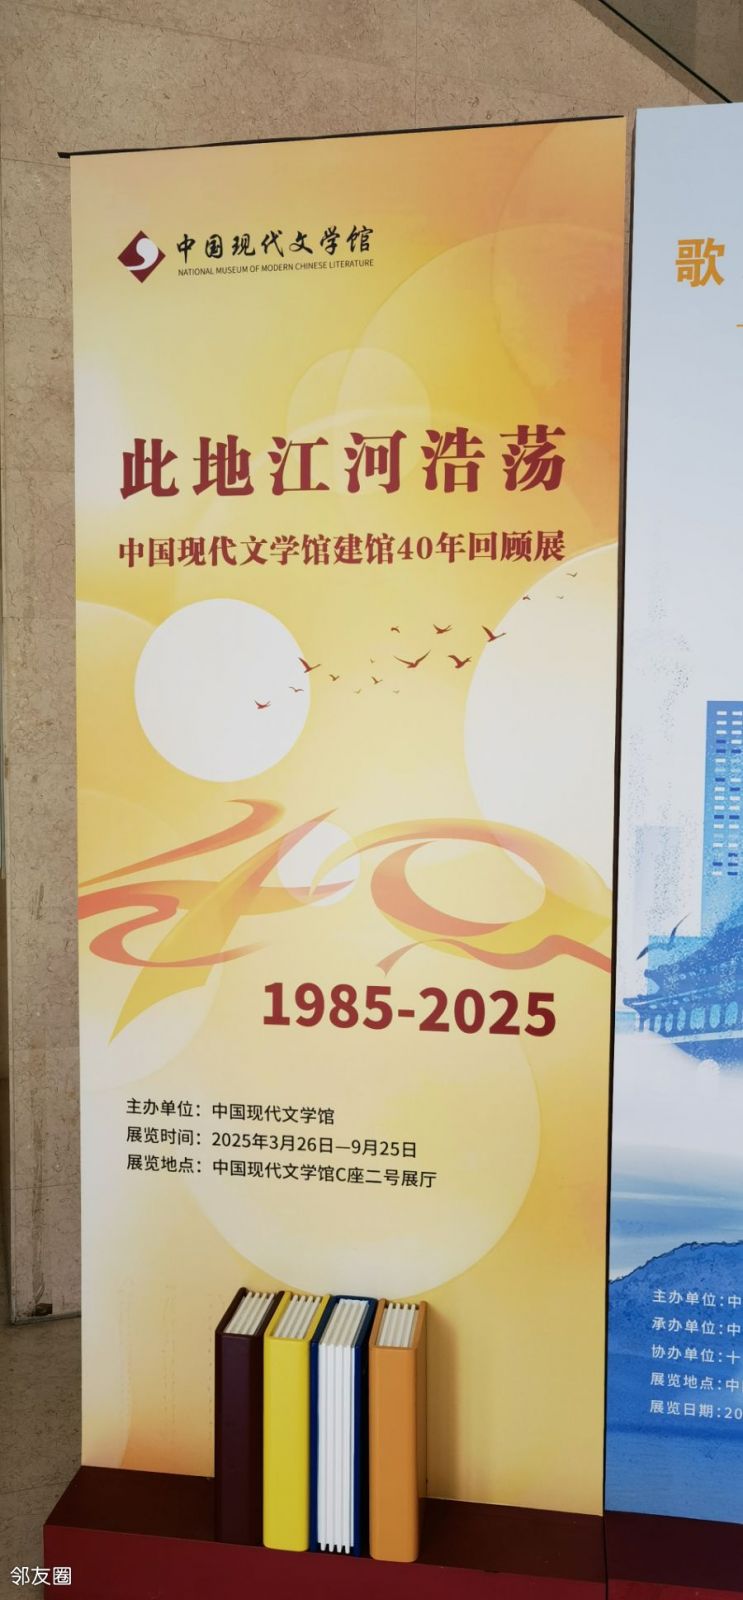 中国现代文学馆
NATIONAL MUSEUM OF MODERN CHINESE LITERATURE
此地江河浩荡
中国现代文学馆建馆40年回顾展
40
1985-2025
主办单位：中国现代文学馆
展览时间：2025年3月26日—9月25日
展览地点：中国现代文学馆C座二号展厅
歌
主办单位:中
承办单位:中
协办单位:十
展览地点:中
展览日期:20
邻友圈